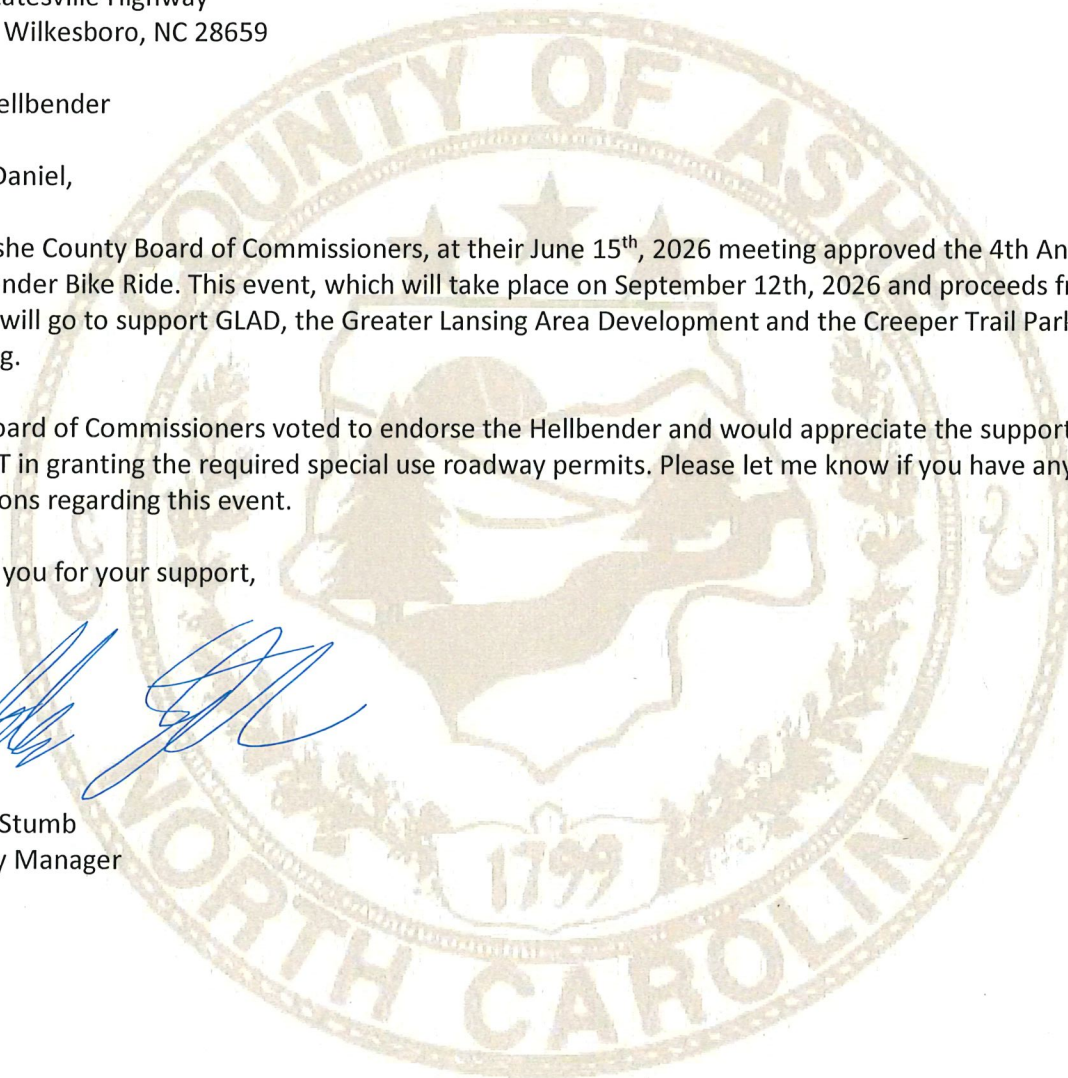 atesville Highway
Wilkesboro, NC 28659
ellbender
Daniel,
she County Board of Commissioners, at their June 15th, 2026 meeting approved the 4th An
nder Bike Ride. This event, which will take place on September 12th, 2026 and proceeds f
will go to support GLAD, the Greater Lansing Area Development and the Creeper Trail Park
g.
oard of Commissioners voted to endorse the Hellbender and would appreciate the support
T in granting the required special use roadway permits. Please let me know if you have any
ons regarding this event.
you for your support,
Stumb
y Manager
COUNTY OF ASHE
1799
NORTH CAROLINA